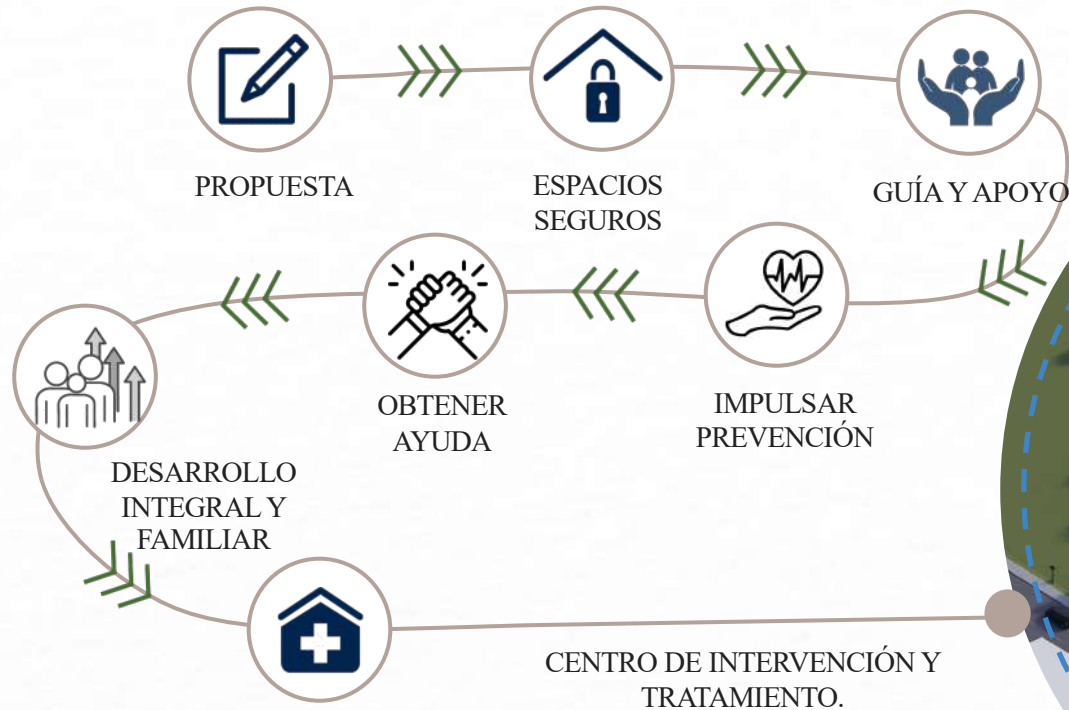 PROPUESTA
ESPACIOS
SEGUROS
GUÍA Y APOYO
IMPULSAR
PREVENCIÓN
OBTENER
AYUDA
DESARROLLO
INTEGRAL Y
FAMILIAR
CENTRO DE INTERVENCIÓN Y
TRATAMIENTO.